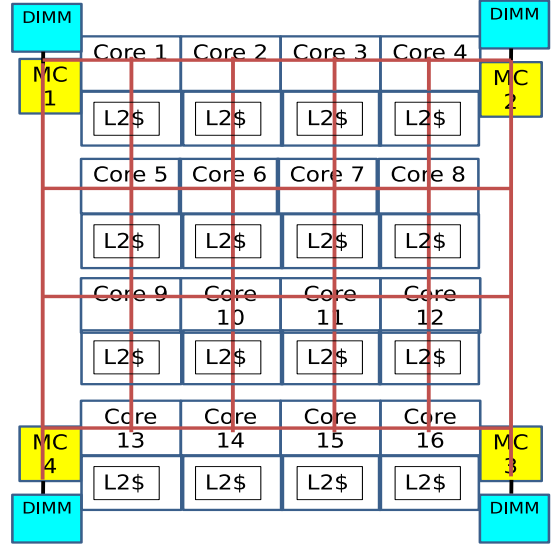 DIMM
DIMM
Core 1 Core 2 Core 3 Core 4
MC
1
MC
2
L2$ L2$ L2$ L2$
Core 5 Core 6 Core 7 Core 8
L2$ L2$ L2$ L2$
Core 9
Core
10
Core
11
Core
12
L2$ L2$ L2$ L2$
Core
13
Core
14
Core
15
Core
16
MC
4
MC
3
L2$ L2$ L2$ L2$
DIMM
DIMM